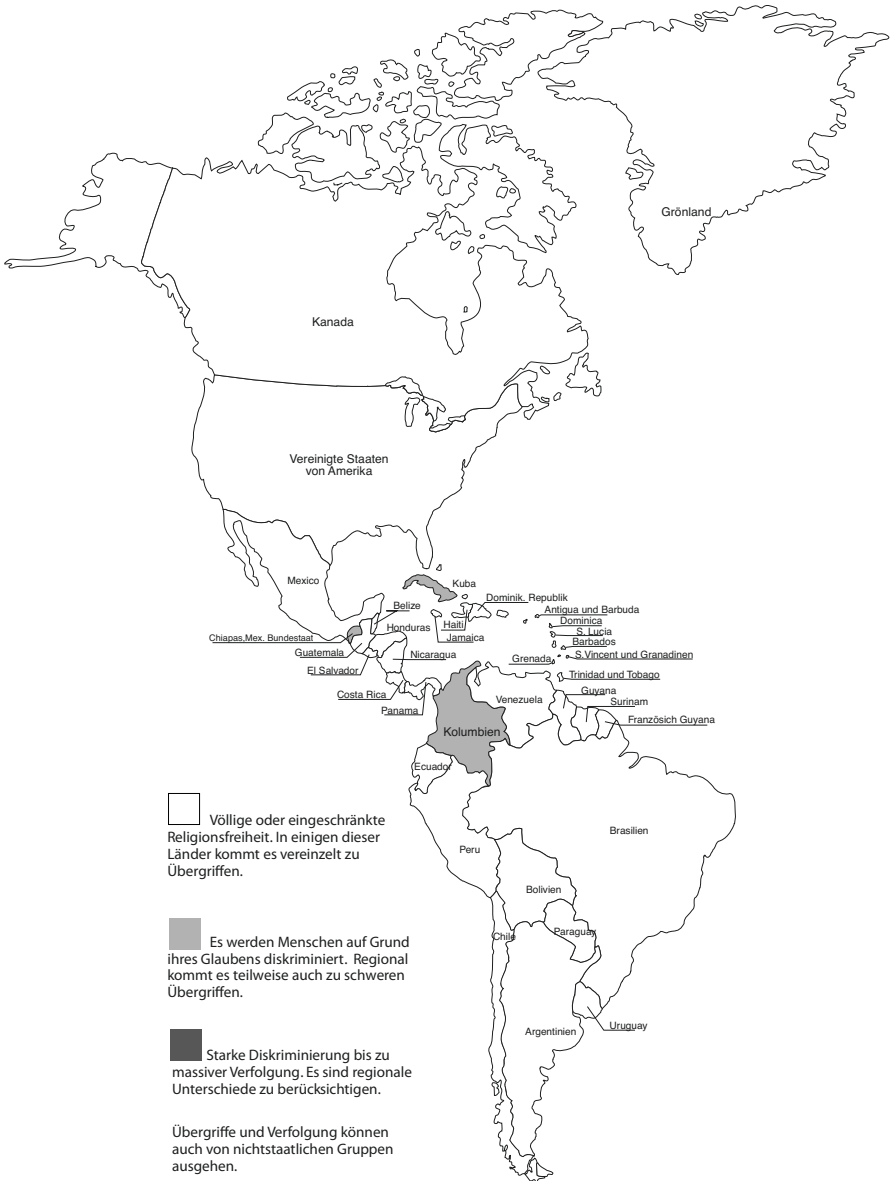 Grönland
Kanada
Vereinigte Staaten
von Amerika
Mexico
Kuba
Dominik. Republik
Belize
Antigua und Barbuda
Haiti
Dominica
Honduras
S. Lucia
Chiapas,Mex. Bundestaat
Jamaica
Barbados
Guatemala
Nicaragua
S.Vincent und Granadinen
Grenada
El Salvador
Trinidad und Tobago
Costa Rica
Venezuela
Guyana
Panama
Surinam
Französich Guyana
Kolumbien
Ecuador
Völlige oder eingeschränkte
Religionsfreiheit. In einigen dieser
Länder kommt es vereinzelt zu
Übergriffen.
Brasilien
Peru
Bolivien
Chile
Paraguay
Es werden Menschen auf Grund
ihres Glaubens diskriminiert. Regional
kommt es teilweise auch zu schweren
Übergriffen.
Uruguay
Argentinien
Starke Diskriminierung bis zu
massiver Verfolgung. Es sind regionale
Unterschiede zu berücksichtigen.
Übergriffe und Verfolgung können
auch von nichtstaatlichen Gruppen
ausgehen.